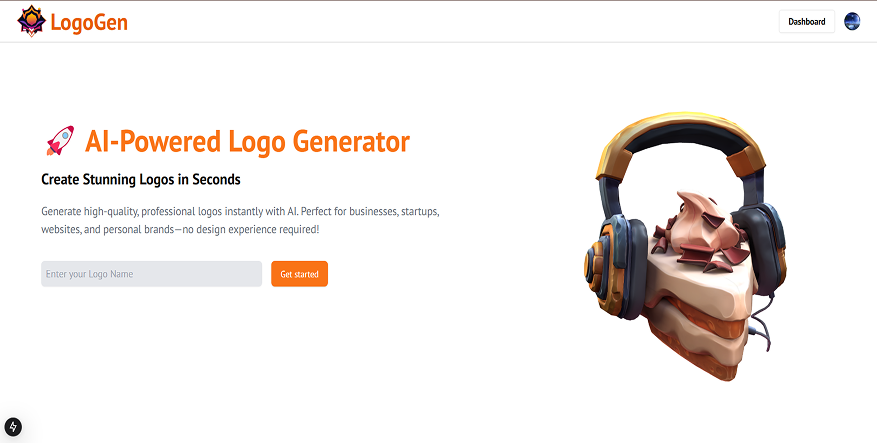 LogoGen
Dashboard
🚀 AI-Powered Logo Generator
Create Stunning Logos in Seconds
Generate high-quality, professional logos instantly with AI. Perfect for businesses, startups,
websites, and personal brands—no design experience required!
Enter your Logo Name
Get started